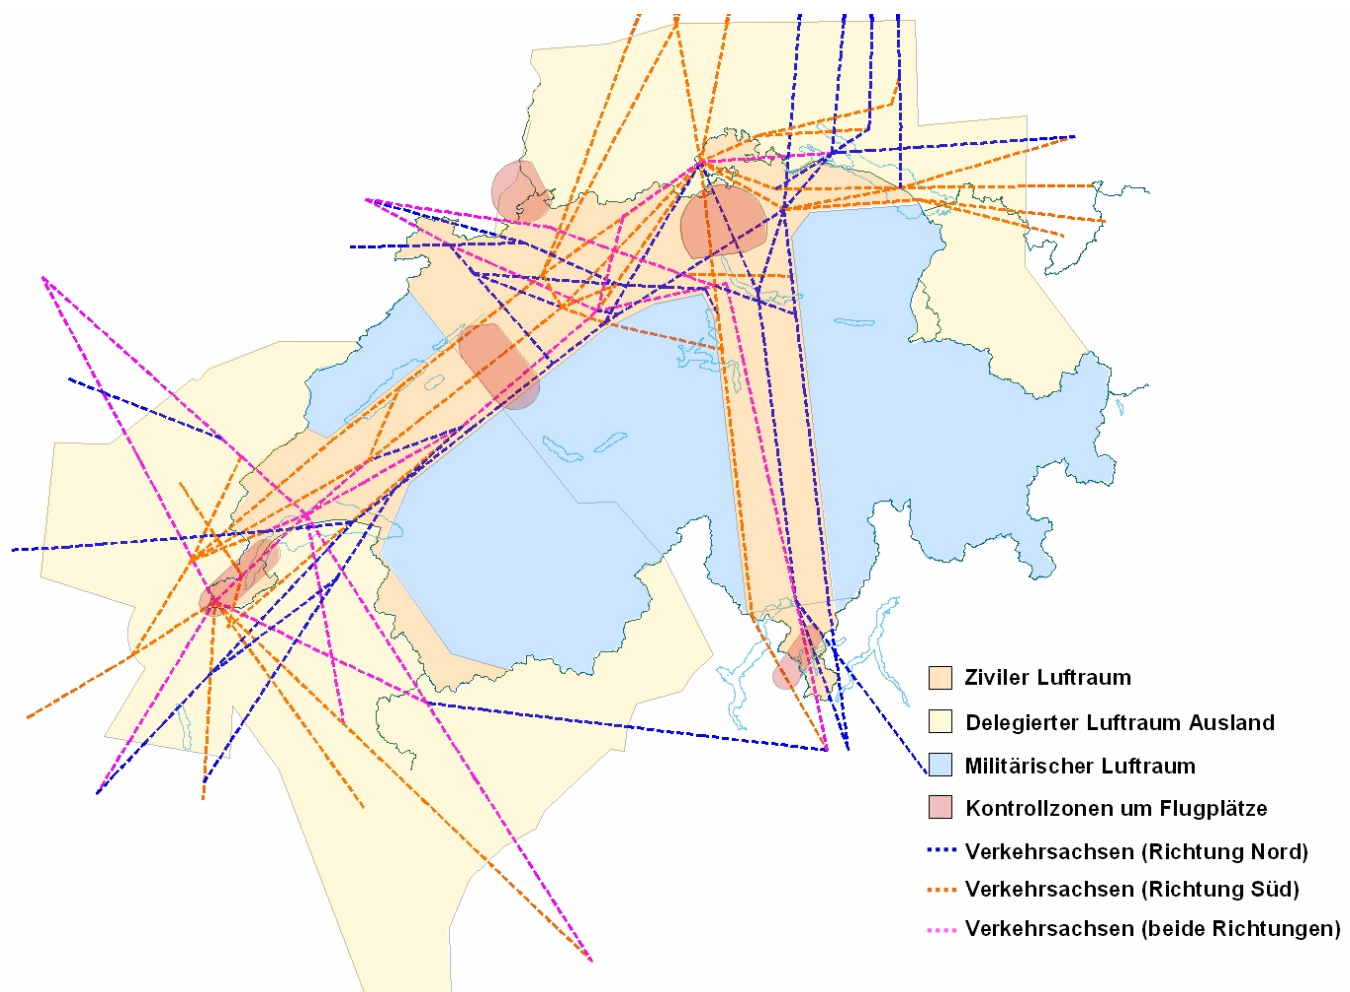 Ziviler Luftraum
Delegierter Luftraum Ausland
Militärischer Luftraum
Kontrollzonen um Flugplätze
Verkehrsachsen (Richtung Nord)
Verkehrsachsen (Richtung Süd)
Verkehrsachsen (beide Richtungen)